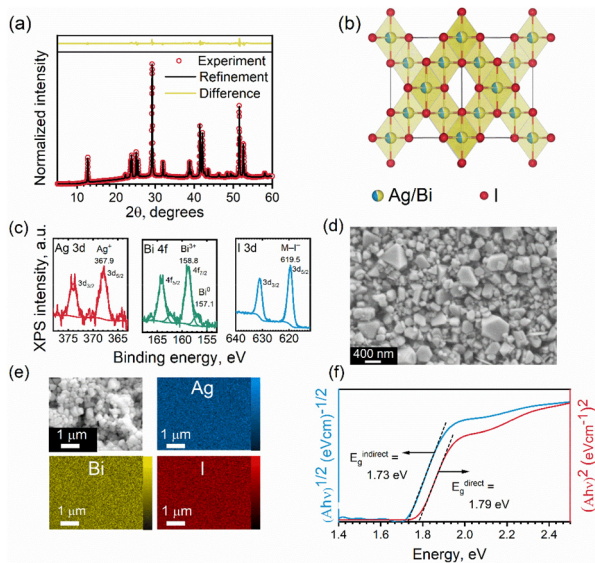 (a)
Normalized intensity
Experiment
Refinement
Difference
10 20 30 40 50 60
2θ, degrees
(b)
Ag/Bi
I
(c)
XPS intensity, a.u.
Ag 3d
Ag⁺
367.9
3d3/2
3d5/2
375 370 365
Bi 4f
Bi³⁺
158.8
4f5/2
4f7/2
Bi⁰
157.1
165 160 155
I 3d
M–I⁻
619.5
3d3/2
3d5/2
640 630 620
Binding energy, eV
(d)
400 nm
(e)
1 µm
Ag
1 µm
Bi
1 µm
I
1 µm
(f)
(Ahν)1/2 (eVcm)-1/2
Eg indirect =
1.73 eV
Eg direct =
1.79 eV
(Ahν)2 (eVcm-1)2
1.4 1.6 1.8 2.0 2.2 2.4
Energy, eV